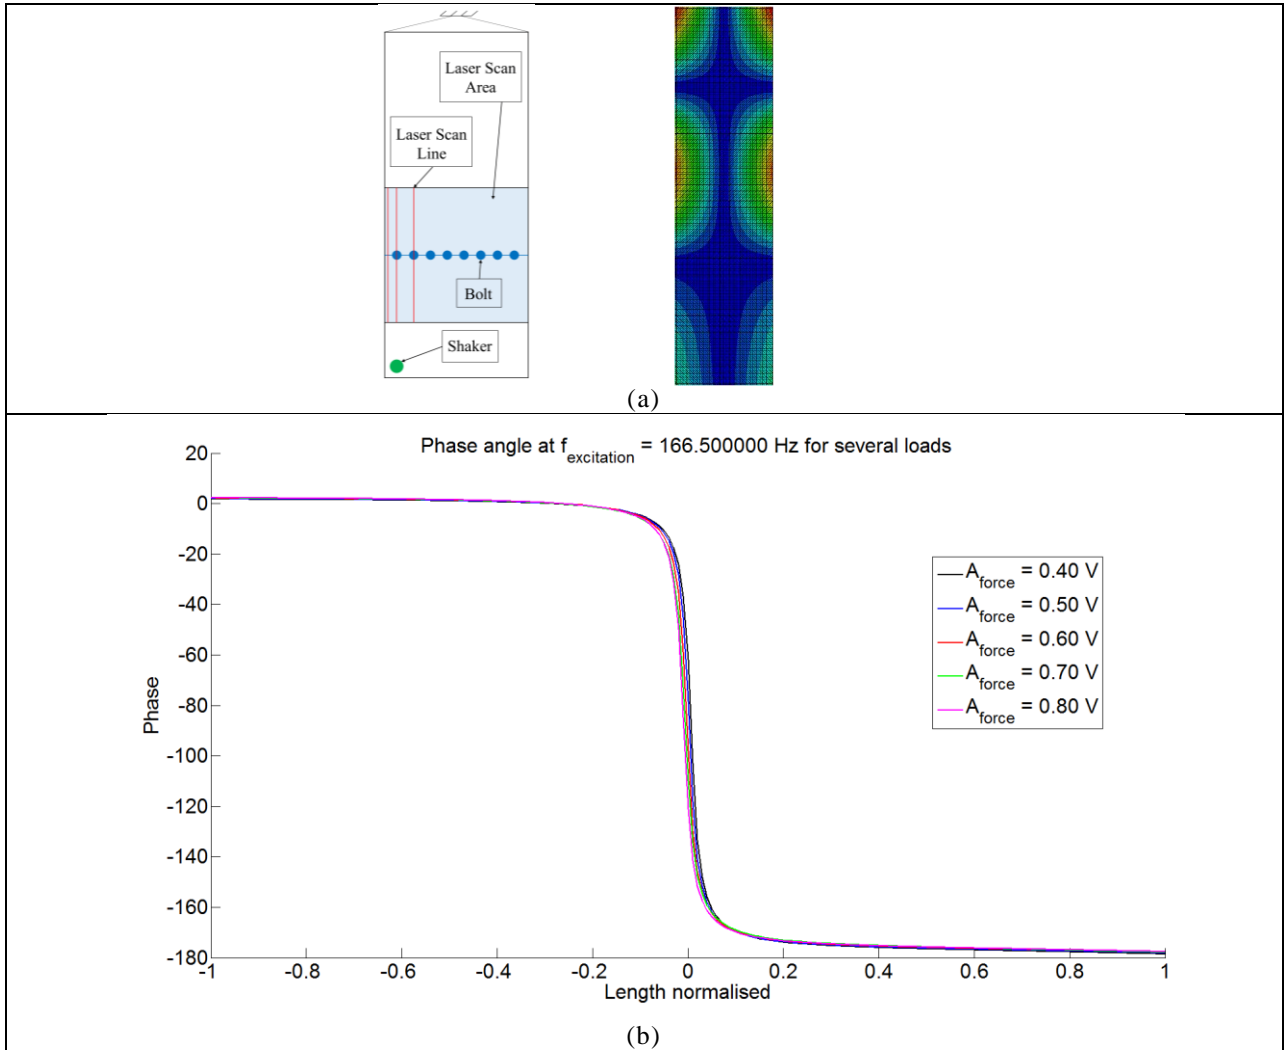 Laser Scan
Area
Laser Scan
Line
Bolt
Shaker
(a)
Phase angle at f_excitation = 166.500000 Hz for several loads
20
0
-20
-40
-60
-80
-100
-120
-140
-160
-180
Phase
A_force = 0.40 V
A_force = 0.50 V
A_force = 0.60 V
A_force = 0.70 V
A_force = 0.80 V
-1
-0.8
-0.6
-0.4
-0.2
0
0.2
0.4
0.6
0.8
1
Length normalised
(b)